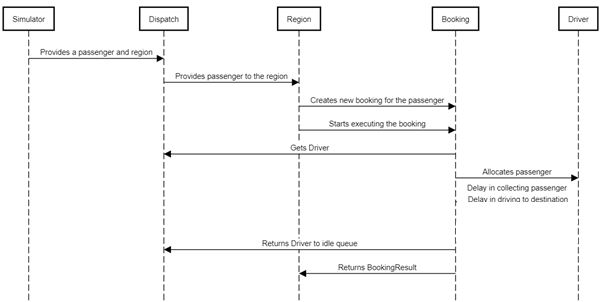 Simulator
Dispatch
Region
Booking
Driver
Provides a passenger and region
Provides passenger to the region
Creates new booking for the passenger
Starts executing the booking
Gets Driver
Allocates passenger
Delay in collecting passenger
Delay in driving to destination
Returns Driver to idle queue
Returns BookingResult